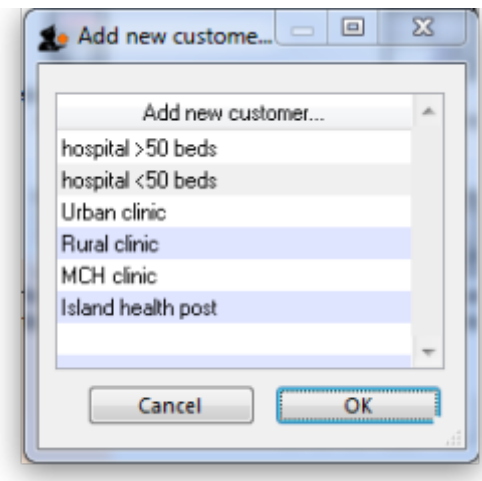 Add new custome...
Add new customer...
hospital >50 beds
hospital <50 beds
Urban clinic
Rural clinic
MCH clinic
Island health post
Cancel OK